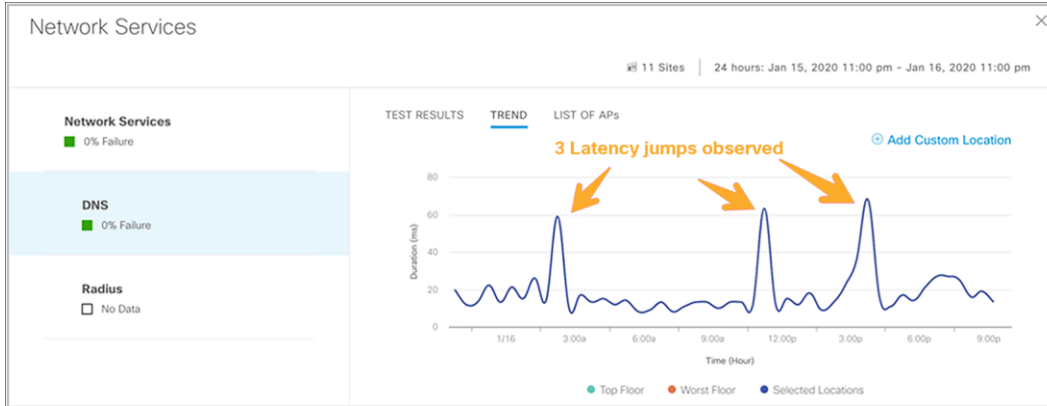 Network Services
11 Sites
24 hours: Jan 15, 2020 11:00 pm - Jan 16, 2020 11:00 pm
Network Services
0% Failure
DNS
0% Failure
Radius
No Data
TEST RESULTS TREND LIST OF APs
Add Custom Location
3 Latency jumps observed
Duration (ms)
80
60
40
20
0
1/16 3:00a 6:00a 9:00a 12:00p 3:00p 6:00p 9:00p
Time (Hour)
Top Floor Worst Floor Selected Locations